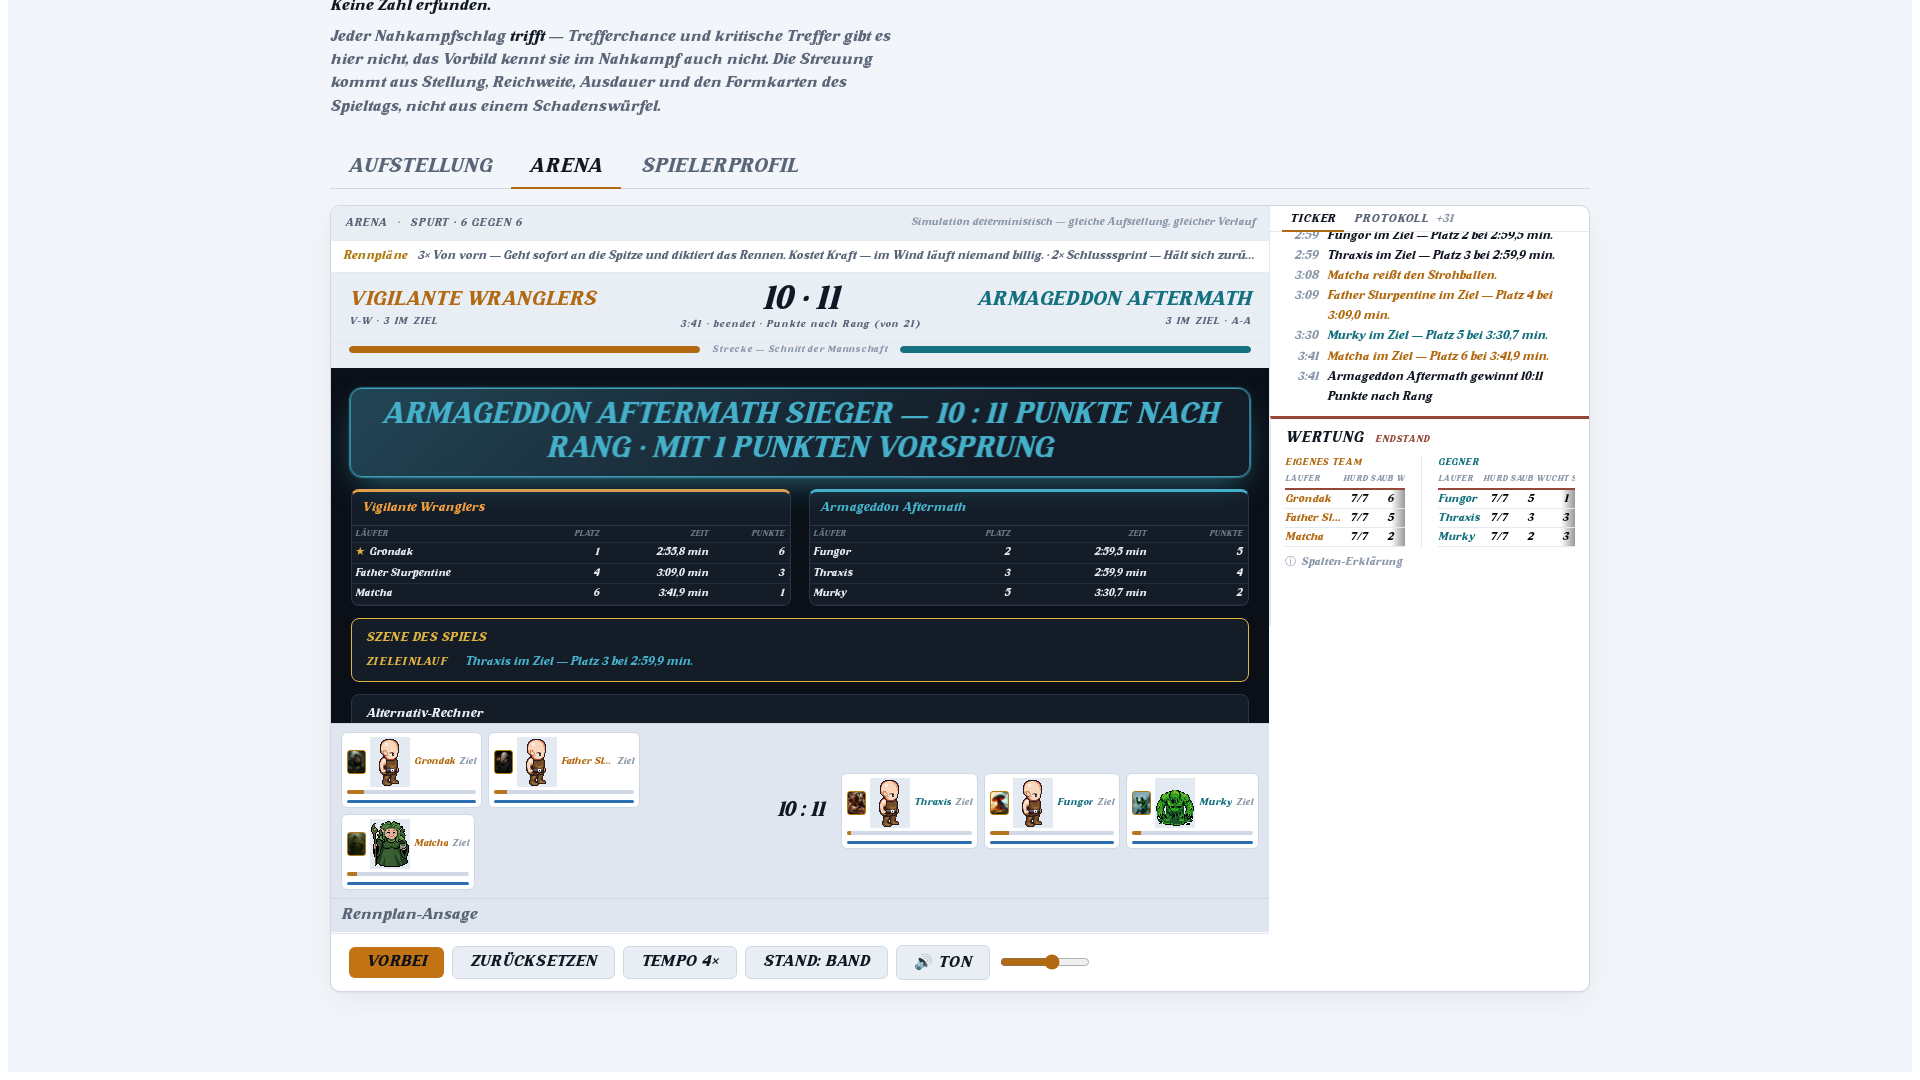 Keine Zahl erfunden.
Jeder Nahkampfschlag trifft — Trefferchance und kritische Treffer gibt es
hier nicht, das Vorbild kennt sie im Nahkampf auch nicht. Die Streuung
kommt aus Stellung, Reichweite, Ausdauer und den Formkarten des
Spieltags, nicht aus einem Schadenswürfel.
AUFSTELLUNG ARENA SPIELERPROFIL
ARENA · SPURT · 6 GEGEN 6
Simulation deterministisch — gleiche Aufstellung, gleicher Verlauf
Rennpläne 3× Von vorn — Geht sofort an die Spitze und diktiert das Rennen. Kostet Kraft — im Wind läuft niemand billig. · 2× Schlusssprint — Hält sich zurü...
VIGILANTE WRANGLERS
V-W · 3 IM ZIEL
10 · 11
3:41 · beendet · Punkte nach Rang (von 21)
ARMAGEDDON AFTERMATH
3 IM ZIEL · A-A
Strecke — Schnitt der Mannschaft
ARMAGEDDON AFTERMATH SIEGER — 10 : 11 PUNKTE NACH
RANG · MIT 1 PUNKTEN VORSPRUNG
Vigilante Wranglers
LÄUFER PLATZ ZEIT PUNKTE
★ Grondak 1 2:55,8 min 6
Father Slurpentine 4 3:09,0 min 3
Matcha 6 3:41,9 min 1
Armageddon Aftermath
LÄUFER PLATZ ZEIT PUNKTE
Fungor 2 2:59,5 min 5
Thraxis 3 2:59,9 min 4
Murky 5 3:30,7 min 2
SZENE DES SPIELS
ZIELEINLAUF Thraxis im Ziel — Platz 3 bei 2:59,9 min.
Alternativ-Rechner
Grondak Ziel
Father Sl... Ziel
Matcha Ziel
10 : 11
Thraxis Ziel
Fungor Ziel
Murky Ziel
Rennplan-Ansage
VORBEI ZURÜCKSETZEN TEMPO 4× STAND: BAND 🔊 TON
TICKER PROTOKOLL +31
2:59 Fungor im Ziel — Platz 2 bei 2:59,5 min.
2:59 Thraxis im Ziel — Platz 3 bei 2:59,9 min.
3:08 Matcha reißt den Strohballen.
3:09 Father Slurpentine im Ziel — Platz 4 bei
3:09,0 min.
3:30 Murky im Ziel — Platz 5 bei 3:30,7 min.
3:41 Matcha im Ziel — Platz 6 bei 3:41,9 min.
3:41 Armageddon Aftermath gewinnt 10:11
Punkte nach Rang
WERTUNG ENDSTAND
EIGENES TEAM
LÄUFER HÜRD SAUB W
Grondak 7/7 6
Father Sl... 7/7 5
Matcha 7/7 2
GEGNER
LÄUFER HÜRD SAUB WUCHT S
Fungor 7/7 5 1
Thraxis 7/7 3 3
Murky 7/7 2 3
ⓘ Spalten-Erklärung